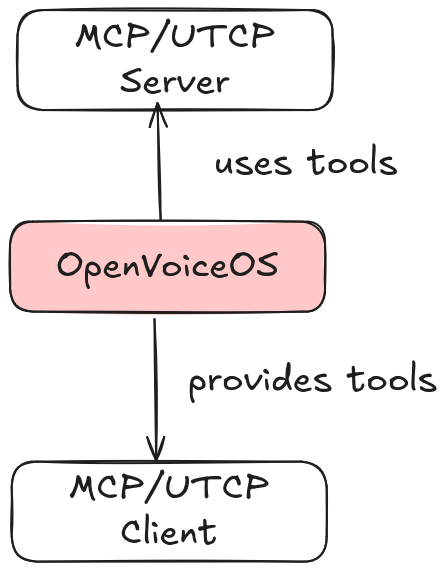 MCP/UTCP
Server
uses tools
OpenVoiceOS
provides tools
MCP/UTCP
Client